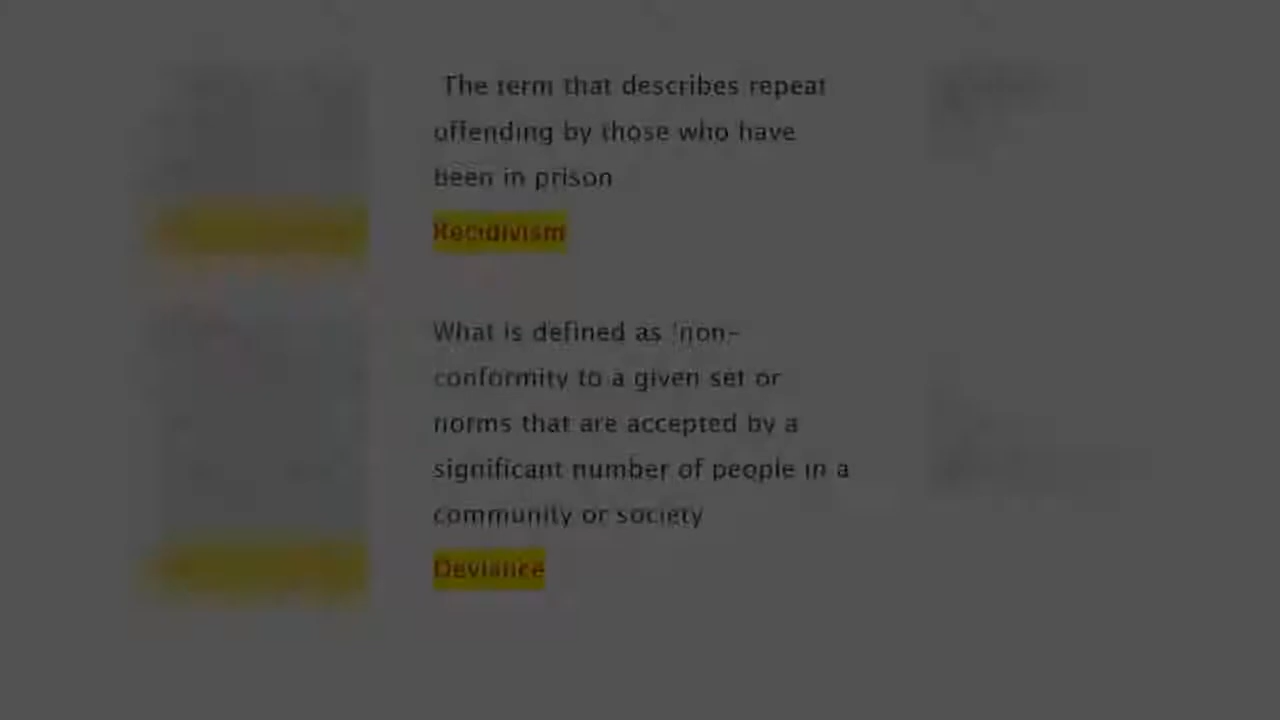 The term that describes repeat
offending by those who have
been in prison
Recidivism
What is defined as 'non-
conformity to a given set or
norms that are accepted by a
significant number of people in a
community or society
Deviance